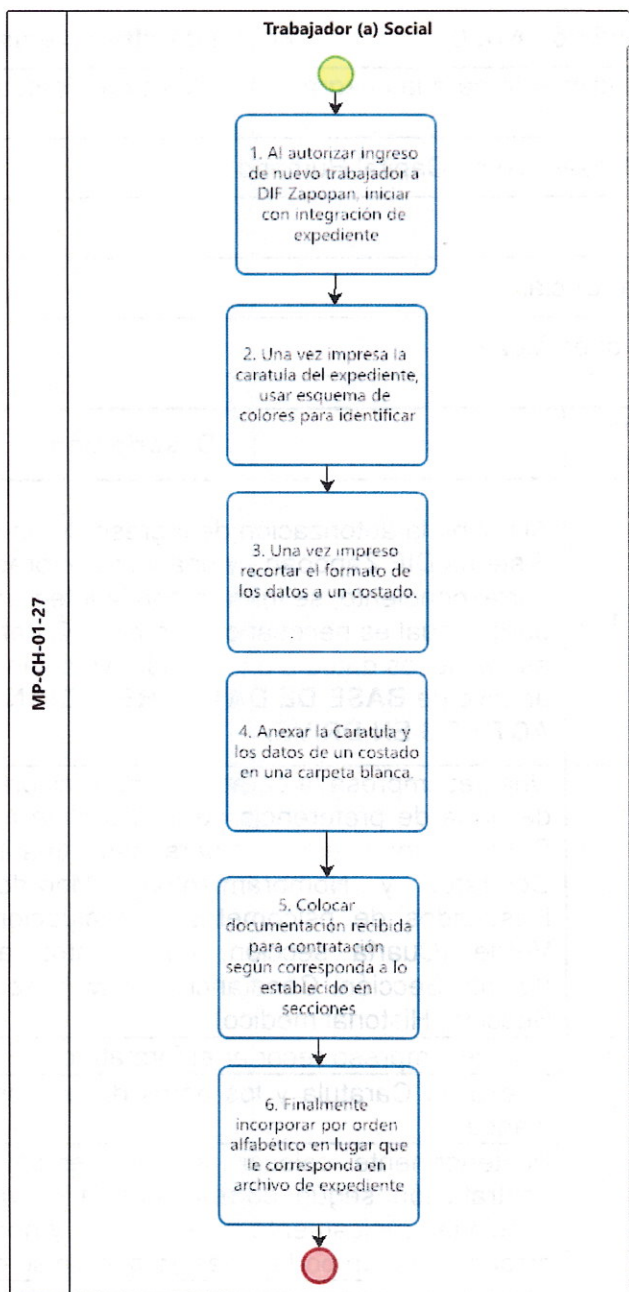 Trabajador (a) Social
MP-CH-01-27
1. Al autorizar ingreso
de nuevo trabajador a
DIF Zapopan, iniciar
con integración de
expediente
2. Una vez impresa la
caratula del expediente,
usar esquema de
colores para identificar
3. Una vez impreso
recortar el formato de
los datos a un costado.
4. Anexar la Caratula y
los datos de un costado
en una carpeta blanca.
5. Colocar
documentación recibida
para contratación
según corresponda a lo
establecido en
secciones
6. Finalmente
incorporar por orden
alfabético en lugar que
le corresponda en
archivo de expediente